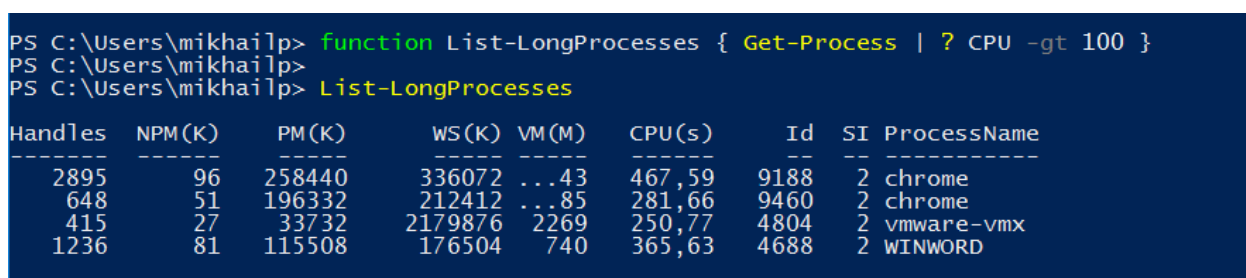 PS C:\Users\mikhailp> function List-LongProcesses { Get-Process | ? CPU -gt 100 }
PS C:\Users\mikhailp>
PS C:\Users\mikhailp> List-LongProcesses
Handles  NPM(K)    PM(K)      WS(K) VM(M)   CPU(s)     Id  SI ProcessName
-------  ------    -----      ----- -----   ------     --  -- -----------
   2895      96   258440     336072 ...43   467,59   9188   2 chrome
    648      51   196332     212412 ...85   281,66   9460   2 chrome
    415      27    33732    2179876  2269   250,77   4804   2 vmware-vmx
   1236      81   115508     176504   740   365,63   4688   2 WINWORD